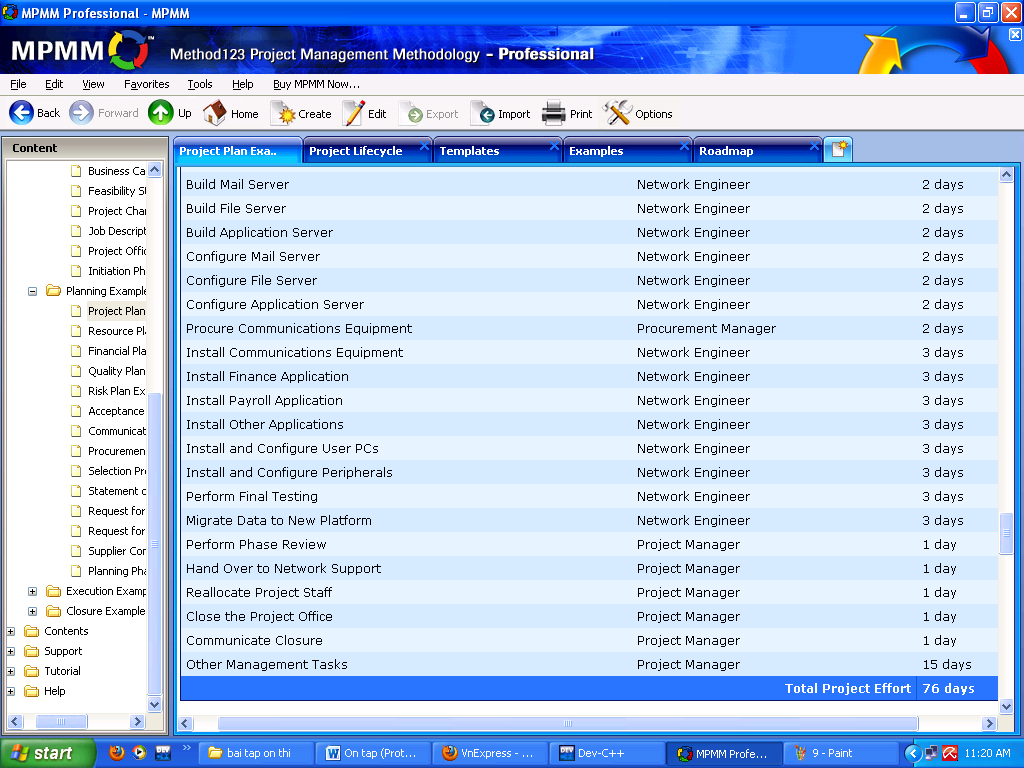 MPMM Professional - MPMM
MPMM™ Method123 Project Management Methodology – Professional
File Edit View Favorites Tools Help Buy MPMM Now...
Back Forward Up Home Create Edit Export Import Print Options
Content
Project Plan Exa.. Project Lifecycle Templates Examples Roadmap
Business Ca
Feasibility St
Project Char
Job Descript
Project Offic
Initiation Ph
Planning Example
Project Plan
Resource Pl
Financial Pla
Quality Plan
Risk Plan Ex
Acceptance
Communicat
Procuremen
Selection Pr
Statement o
Request for
Request for
Supplier Con
Planning Pha
Execution Examp
Closure Example
Contents
Support
Tutorial
Help
Build Mail Server Network Engineer 2 days
Build File Server Network Engineer 2 days
Build Application Server Network Engineer 2 days
Configure Mail Server Network Engineer 2 days
Configure File Server Network Engineer 2 days
Configure Application Server Network Engineer 2 days
Procure Communications Equipment Procurement Manager 2 days
Install Communications Equipment Network Engineer 3 days
Install Finance Application Network Engineer 3 days
Install Payroll Application Network Engineer 3 days
Install Other Applications Network Engineer 3 days
Install and Configure User PCs Network Engineer 3 days
Install and Configure Peripherals Network Engineer 3 days
Perform Final Testing Network Engineer 3 days
Migrate Data to New Platform Network Engineer 3 days
Perform Phase Review Project Manager 1 day
Hand Over to Network Support Project Manager 1 day
Reallocate Project Staff Project Manager 1 day
Close the Project Office Project Manager 1 day
Communicate Closure Project Manager 1 day
Other Management Tasks Project Manager 15 days
Total Project Effort 76 days
start bai tap on thi On tap (Prot... VnExpress - ... Dev-C++ MPMM Profe... 9 - Paint 11:20 AM